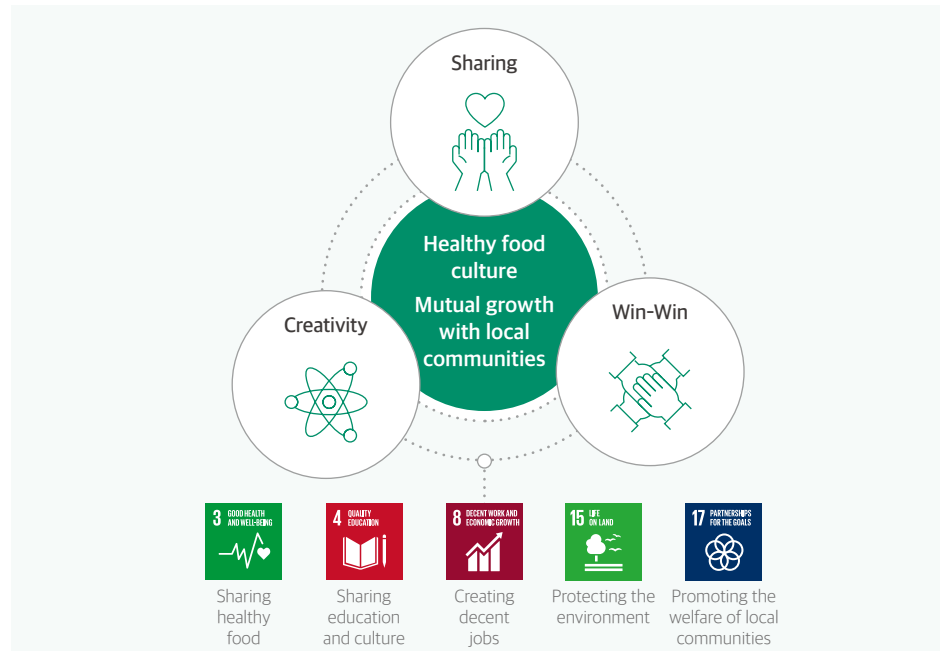 Sharing
Healthy food
culture
Mutual growth
with local
communities
Creativity
Win-Win
3 GOOD HEALTH
AND WELL-BEING
4 QUALITY
EDUCATION
8 DECENT WORK AND
ECONOMIC GROWTH
15 LIFE
ON LAND
17 PARTNERSHIPS
FOR THE GOALS
Sharing
healthy
food
Sharing
education
and culture
Creating
decent
jobs
Protecting the
environment
Promoting the
welfare of local
communities